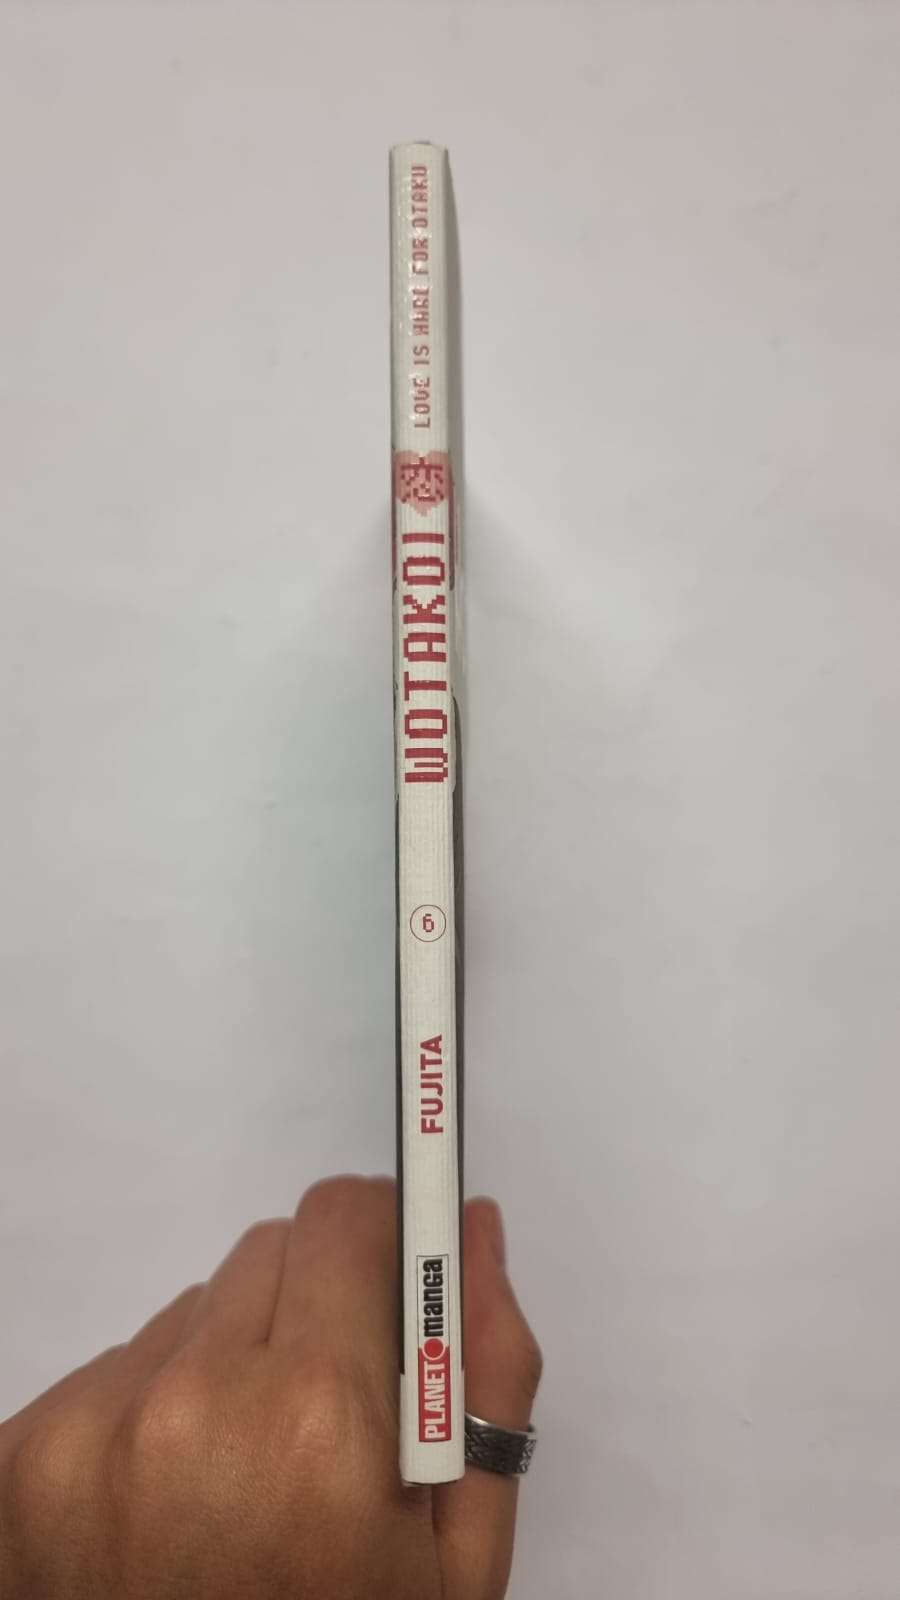 PLANET manga
FUJITA
6
WOTAKOI
LOVE IS HARD FOR OTAKU